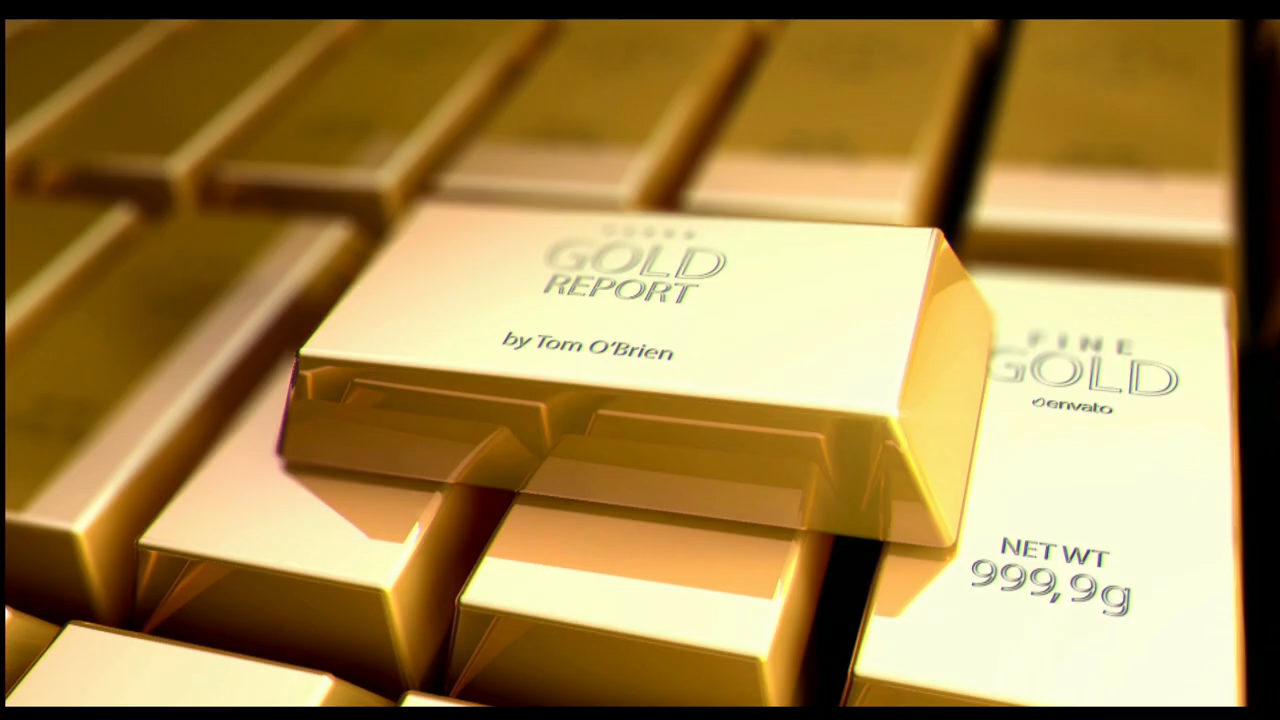 GOLD
REPORT
by Tom O'Brien
FINE
GOLD
envato
NET WT
999,9g